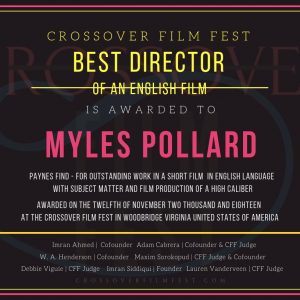 CROSSOVER FILM FEST
BEST DIRECTOR
OF AN ENGLISH FILM
IS AWARDED TO
MYLES POLLARD
PAYNES FIND - FOR OUTSTANDING WORK IN A SHORT FILM IN ENGLISH LANGUAGE
WITH SUBJECT MATTER AND FILM PRODUCTION OF A HIGH CALIBER
AWARDED ON THE TWELFTH OF NOVEMBER TWO THOUSAND AND EIGHTEEN
AT THE CROSSOVER FILM FEST IN WOODBRIDGE VIRGINIA UNITED STATES OF AMERICA
Imran Ahmed | Cofounder Adam Cabrera | Cofounder & CFF Judge
W. A. Henderson | Cofounder Maxim Sorokopud | CFF Judge & Cofounder
Debbie Viguie | CFF Judge Imran Siddiqui | Founder Lauren Vanderveen | CFF Judge
CROSSOVERFILMFEST.COM